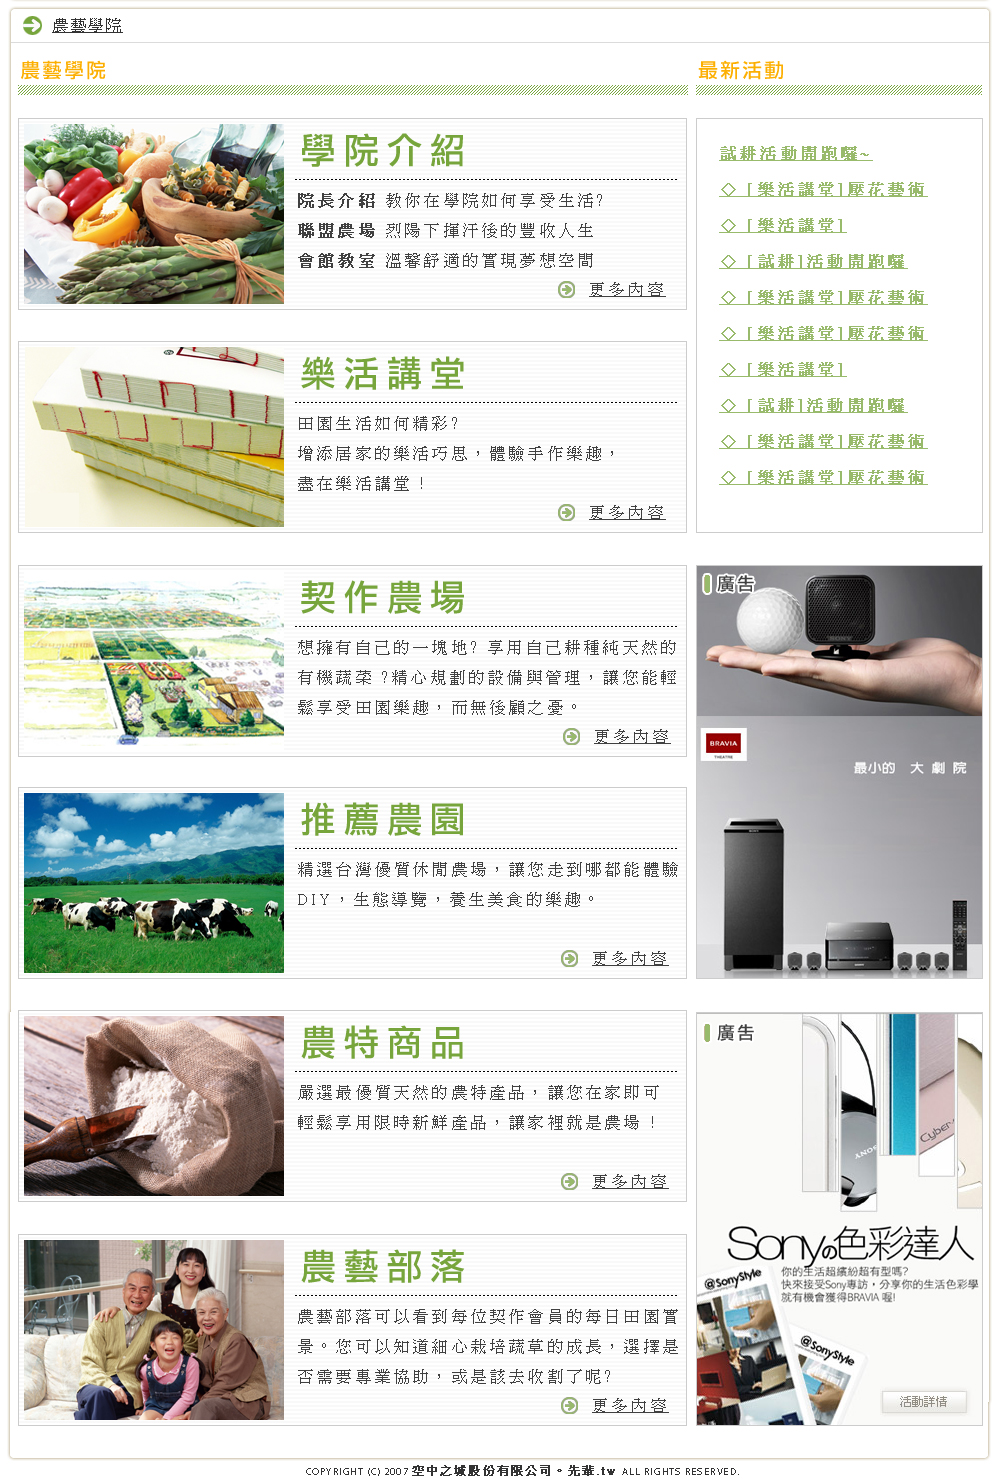 農藝學院
農藝學院
學院介紹
院長介紹 教你在學院如何享受生活?
聯盟農場 烈陽下揮汗後的豐收人生
會館教室 溫馨舒適的實現夢想空間
更多內容
樂活講堂
田園生活如何精彩?
增添居家的樂活巧思，體驗手作樂趣，
盡在樂活講堂！
更多內容
契作農場
想擁有自己的一塊地? 享用自己耕種純天然的
有機蔬菜 ?精心規劃的設備與管理，讓您能輕
鬆享受田園樂趣，而無後顧之憂。
更多內容
推薦農園
精選台灣優質休閒農場，讓您走到哪都能體驗
DIY，生態導覽，養生美食的樂趣。
更多內容
農特商品
嚴選最優質天然的農特產品，讓您在家即可
輕鬆享用限時新鮮產品，讓家裡就是農場！
更多內容
農藝部落
農藝部落可以看到每位契作會員的每日田園實
景。您可以知道細心栽培蔬草的成長，選擇是
否需要專業協助，或是該去收割了呢?
更多內容
最新活動
試耕活動開跑囉~
◇ [樂活講堂]壓花藝術
◇ [樂活講堂]
◇ [試耕]活動開跑囉
◇ [樂活講堂]壓花藝術
◇ [樂活講堂]壓花藝術
◇ [樂活講堂]
◇ [試耕]活動開跑囉
◇ [樂活講堂]壓花藝術
◇ [樂活講堂]壓花藝術
廣告
SONY
BRAVIA
THEATRE
最小的 大劇院
廣告
Cyber-
SONY
Sonyの色彩達人
你的生活超繽紛超有型嗎?
快來接受Sony專訪，分享你的生活色彩學
就有機會獲得BRAVIA 喔!
@SonyStyle
@SonyStyle
活動詳情
COPYRIGHT (C) 2007 空中之城股份有限公司。先華.tw ALL RIGHTS RESERVED.